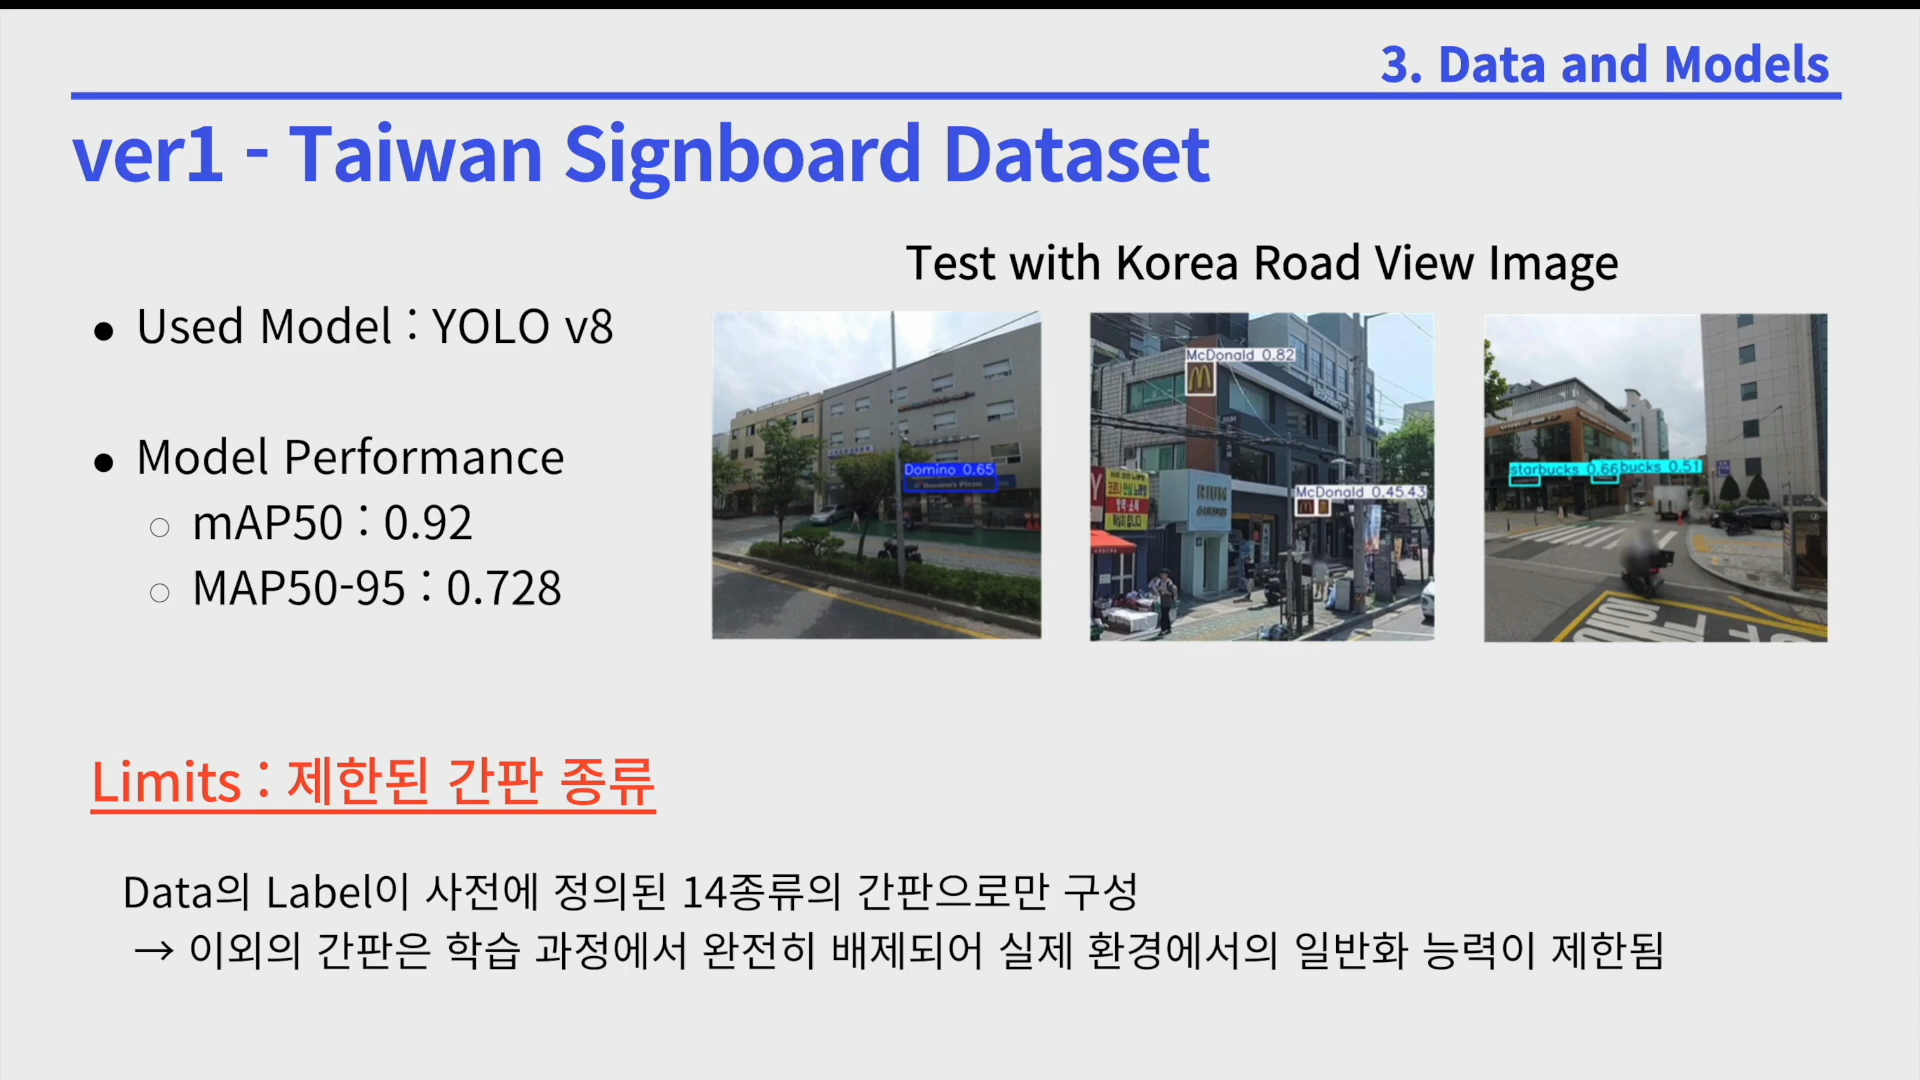 3. Data and Models
ver1 - Taiwan Signboard Dataset
Test with Korea Road View Image
● Used Model : YOLO v8
● Model Performance
○ mAP50 : 0.92
○ MAP50-95 : 0.728
Domino 0.65
Domino's Pizza
McDonald 0.82
RIUM
McDonald 0.45 43
starbucks 0.66 bucks 0.51
Limits : 제한된 간판 종류
Data의 Label이 사전에 정의된 14종류의 간판으로만 구성
→ 이외의 간판은 학습 과정에서 완전히 배제되어 실제 환경에서의 일반화 능력이 제한됨